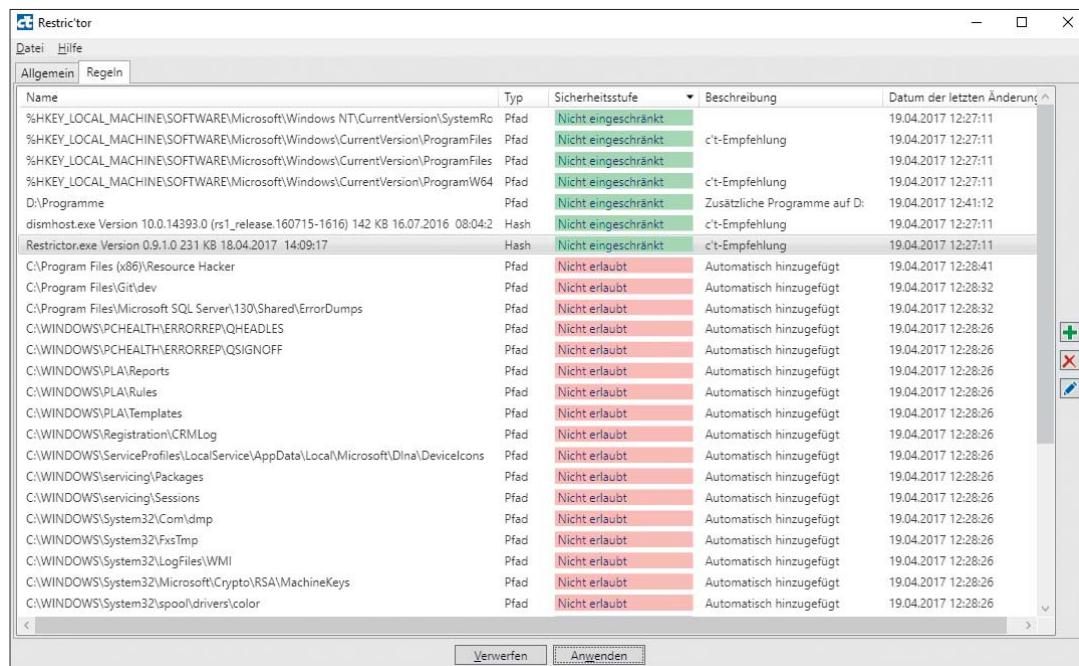 c't Restric'tor
Datei Hilfe
Allgemein Regeln
Name Typ Sicherheitsstufe Beschreibung Datum der letzten Änderung
%HKEY_LOCAL_MACHINE\SOFTWARE\Microsoft\Windows NT\CurrentVersion\SystemRo Pfad Nicht eingeschränkt 19.04.2017 12:27:11
%HKEY_LOCAL_MACHINE\SOFTWARE\Microsoft\Windows\CurrentVersion\ProgramFiles Pfad Nicht eingeschränkt c't-Empfehlung 19.04.2017 12:27:11
%HKEY_LOCAL_MACHINE\SOFTWARE\Microsoft\Windows\CurrentVersion\ProgramFiles Pfad Nicht eingeschränkt 19.04.2017 12:27:11
%HKEY_LOCAL_MACHINE\SOFTWARE\Microsoft\Windows\CurrentVersion\ProgramW64 Pfad Nicht eingeschränkt c't-Empfehlung 19.04.2017 12:27:11
D:\Programme Pfad Nicht eingeschränkt Zusätzliche Programme auf D: 19.04.2017 12:41:12
dismhost.exe Version 10.0.14393.0 (rs1_release.160715-1616) 142 KB 16.07.2016 08:04:2 Hash Nicht eingeschränkt c't-Empfehlung 19.04.2017 12:27:11
Restrictor.exe Version 0.9.1.0 231 KB 18.04.2017 14:09:17 Hash Nicht eingeschränkt c't-Empfehlung 19.04.2017 12:27:11
C:\Program Files (x86)\Resource Hacker Pfad Nicht erlaubt Automatisch hinzugefügt 19.04.2017 12:28:41
C:\Program Files\Git\dev Pfad Nicht erlaubt Automatisch hinzugefügt 19.04.2017 12:28:32
C:\Program Files\Microsoft SQL Server\130\Shared\ErrorDumps Pfad Nicht erlaubt Automatisch hinzugefügt 19.04.2017 12:28:32
C:\WINDOWS\PCHEALTH\ERRORREP\QHEADLES Pfad Nicht erlaubt Automatisch hinzugefügt 19.04.2017 12:28:26
C:\WINDOWS\PCHEALTH\ERRORREP\QSIGNOFF Pfad Nicht erlaubt Automatisch hinzugefügt 19.04.2017 12:28:26
C:\WINDOWS\PLA\Reports Pfad Nicht erlaubt Automatisch hinzugefügt 19.04.2017 12:28:26
C:\WINDOWS\PLA\Rules Pfad Nicht erlaubt Automatisch hinzugefügt 19.04.2017 12:28:26
C:\WINDOWS\PLA\Templates Pfad Nicht erlaubt Automatisch hinzugefügt 19.04.2017 12:28:26
C:\WINDOWS\Registration\CRMLog Pfad Nicht erlaubt Automatisch hinzugefügt 19.04.2017 12:28:26
C:\WINDOWS\ServiceProfiles\LocalService\AppData\Local\Microsoft\Dlna\DeviceIcons Pfad Nicht erlaubt Automatisch hinzugefügt 19.04.2017 12:28:26
C:\WINDOWS\servicing\Packages Pfad Nicht erlaubt Automatisch hinzugefügt 19.04.2017 12:28:26
C:\WINDOWS\servicing\Sessions Pfad Nicht erlaubt Automatisch hinzugefügt 19.04.2017 12:28:26
C:\WINDOWS\System32\Com\dmp Pfad Nicht erlaubt Automatisch hinzugefügt 19.04.2017 12:28:26
C:\WINDOWS\System32\FxsTmp Pfad Nicht erlaubt Automatisch hinzugefügt 19.04.2017 12:28:26
C:\WINDOWS\System32\LogFiles\WMI Pfad Nicht erlaubt Automatisch hinzugefügt 19.04.2017 12:28:26
C:\WINDOWS\System32\Microsoft\Crypto\RSA\MachineKeys Pfad Nicht erlaubt Automatisch hinzugefügt 19.04.2017 12:28:26
C:\WINDOWS\System32\spool\drivers\color Pfad Nicht erlaubt Automatisch hinzugefügt 19.04.2017 12:28:26
Verwerfen Anwenden